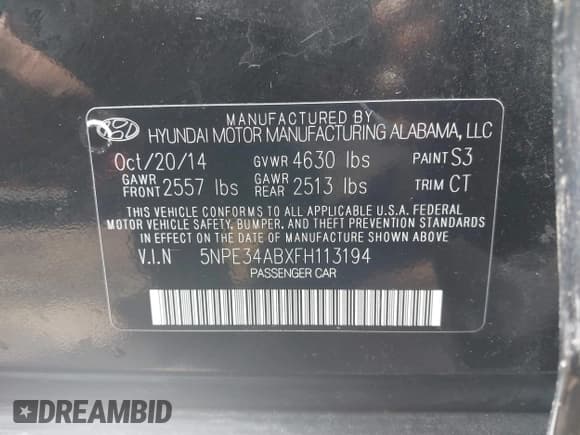 MANUFACTURED BY
HYUNDAI MOTOR MANUFACTURING ALABAMA, LLC
Oct/20/14 GVWR 4630 lbs PAINT S3
GAWR FRONT 2557 lbs GAWR REAR 2513 lbs TRIM CT
THIS VEHICLE CONFORMS TO ALL APPLICABLE U.S.A. FEDERAL
MOTOR VEHICLE SAFETY, BUMPER, AND THEFT PREVENTION STANDARDS
IN EFFECT ON THE DATE OF MANUFACTURE SHOWN ABOVE
V.I.N 5NPE34ABXFH113194
PASSENGER CAR
DREAMBID